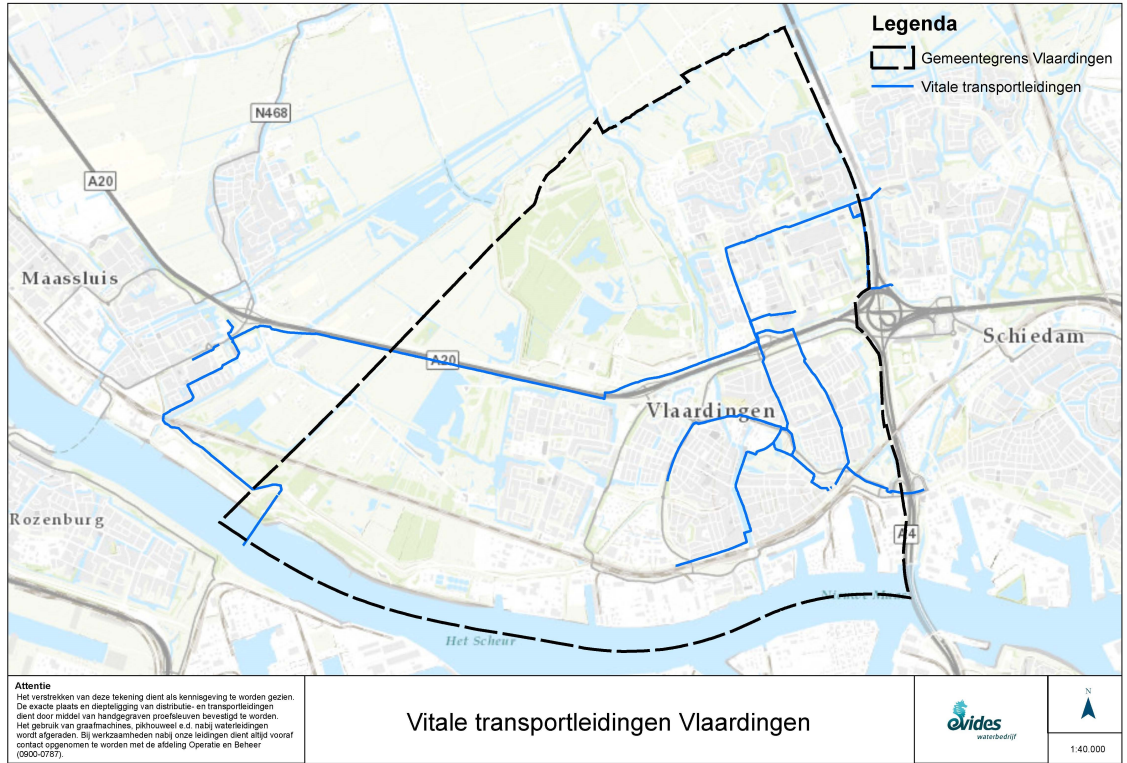 Legenda
Gemeentegrens Vlaardingen
Vitale transportleidingen
N468
A20
Maassluis
A20
Schiedam
Vlaardingen
Rozenburg
A4
Het Scheur
Attentie
Het verstrekken van deze tekening dient als kennisgeving te worden gezien.
De exacte plaats en diepteligging van distributie- en transportleidingen
dient door middel van handgegraven proefsleuven bevestigd te worden.
Het gebruik van graafmachines, pikhouweel e.d. nabij waterleidingen
wordt afgeraden. Bij werkzaamheden nabij onze leidingen dient altijd vooraf
contact opgenomen te worden met de afdeling Operatie en Beheer
(0900-0787).
Vitale transportleidingen Vlaardingen
evides
waterbedrijf
N
1:40.000